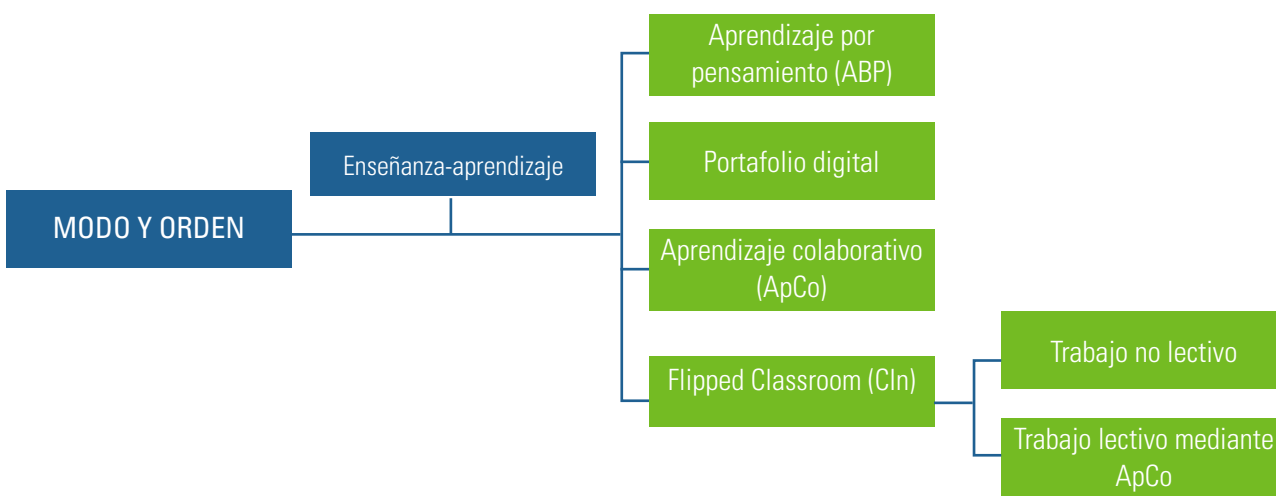 MODO Y ORDEN
Enseñanza-aprendizaje
Aprendizaje por
pensamiento (ABP)
Portafolio digital
Aprendizaje colaborativo
(ApCo)
Flipped Classroom (CIn)
Trabajo no lectivo
Trabajo lectivo mediante
ApCo